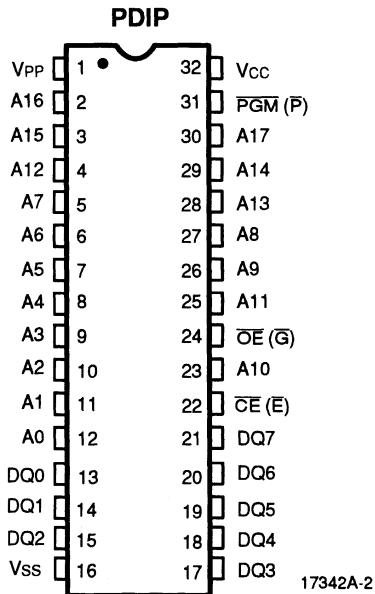 PDIP
VPP 1 32 VCC
A16 2 31 P̅G̅M̅ (P̅)
A15 3 30 A17
A12 4 29 A14
A7 5 28 A13
A6 6 27 A8
A5 7 26 A9
A4 8 25 A11
A3 9 24 O̅E̅ (G̅)
A2 10 23 A10
A1 11 22 C̅E̅ (E̅)
A0 12 21 DQ7
DQ0 13 20 DQ6
DQ1 14 19 DQ5
DQ2 15 18 DQ4
VSS 16 17 DQ3
17342A-2